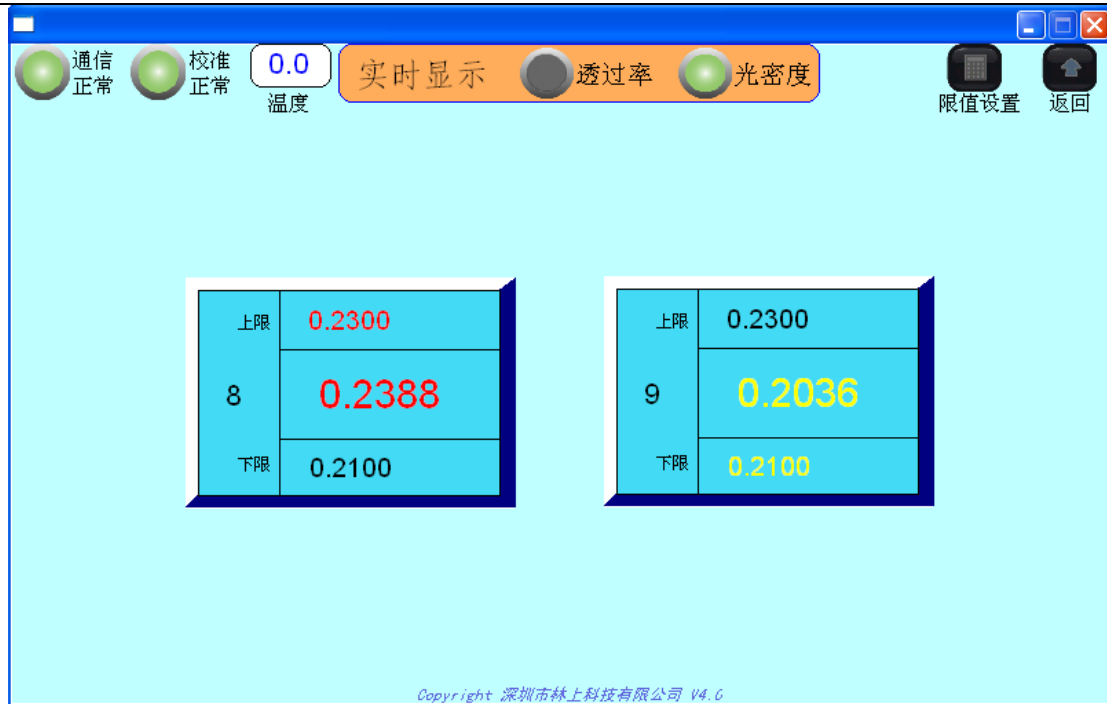 通信
正常
校准
正常
0.0
温度
实时显示
透过率
光密度
限值设置
返回
上限
0.2300
8
0.2388
下限
0.2100
上限
0.2300
9
0.2036
下限
0.2100
Copyright 深圳市林上科技有限公司 V4.0